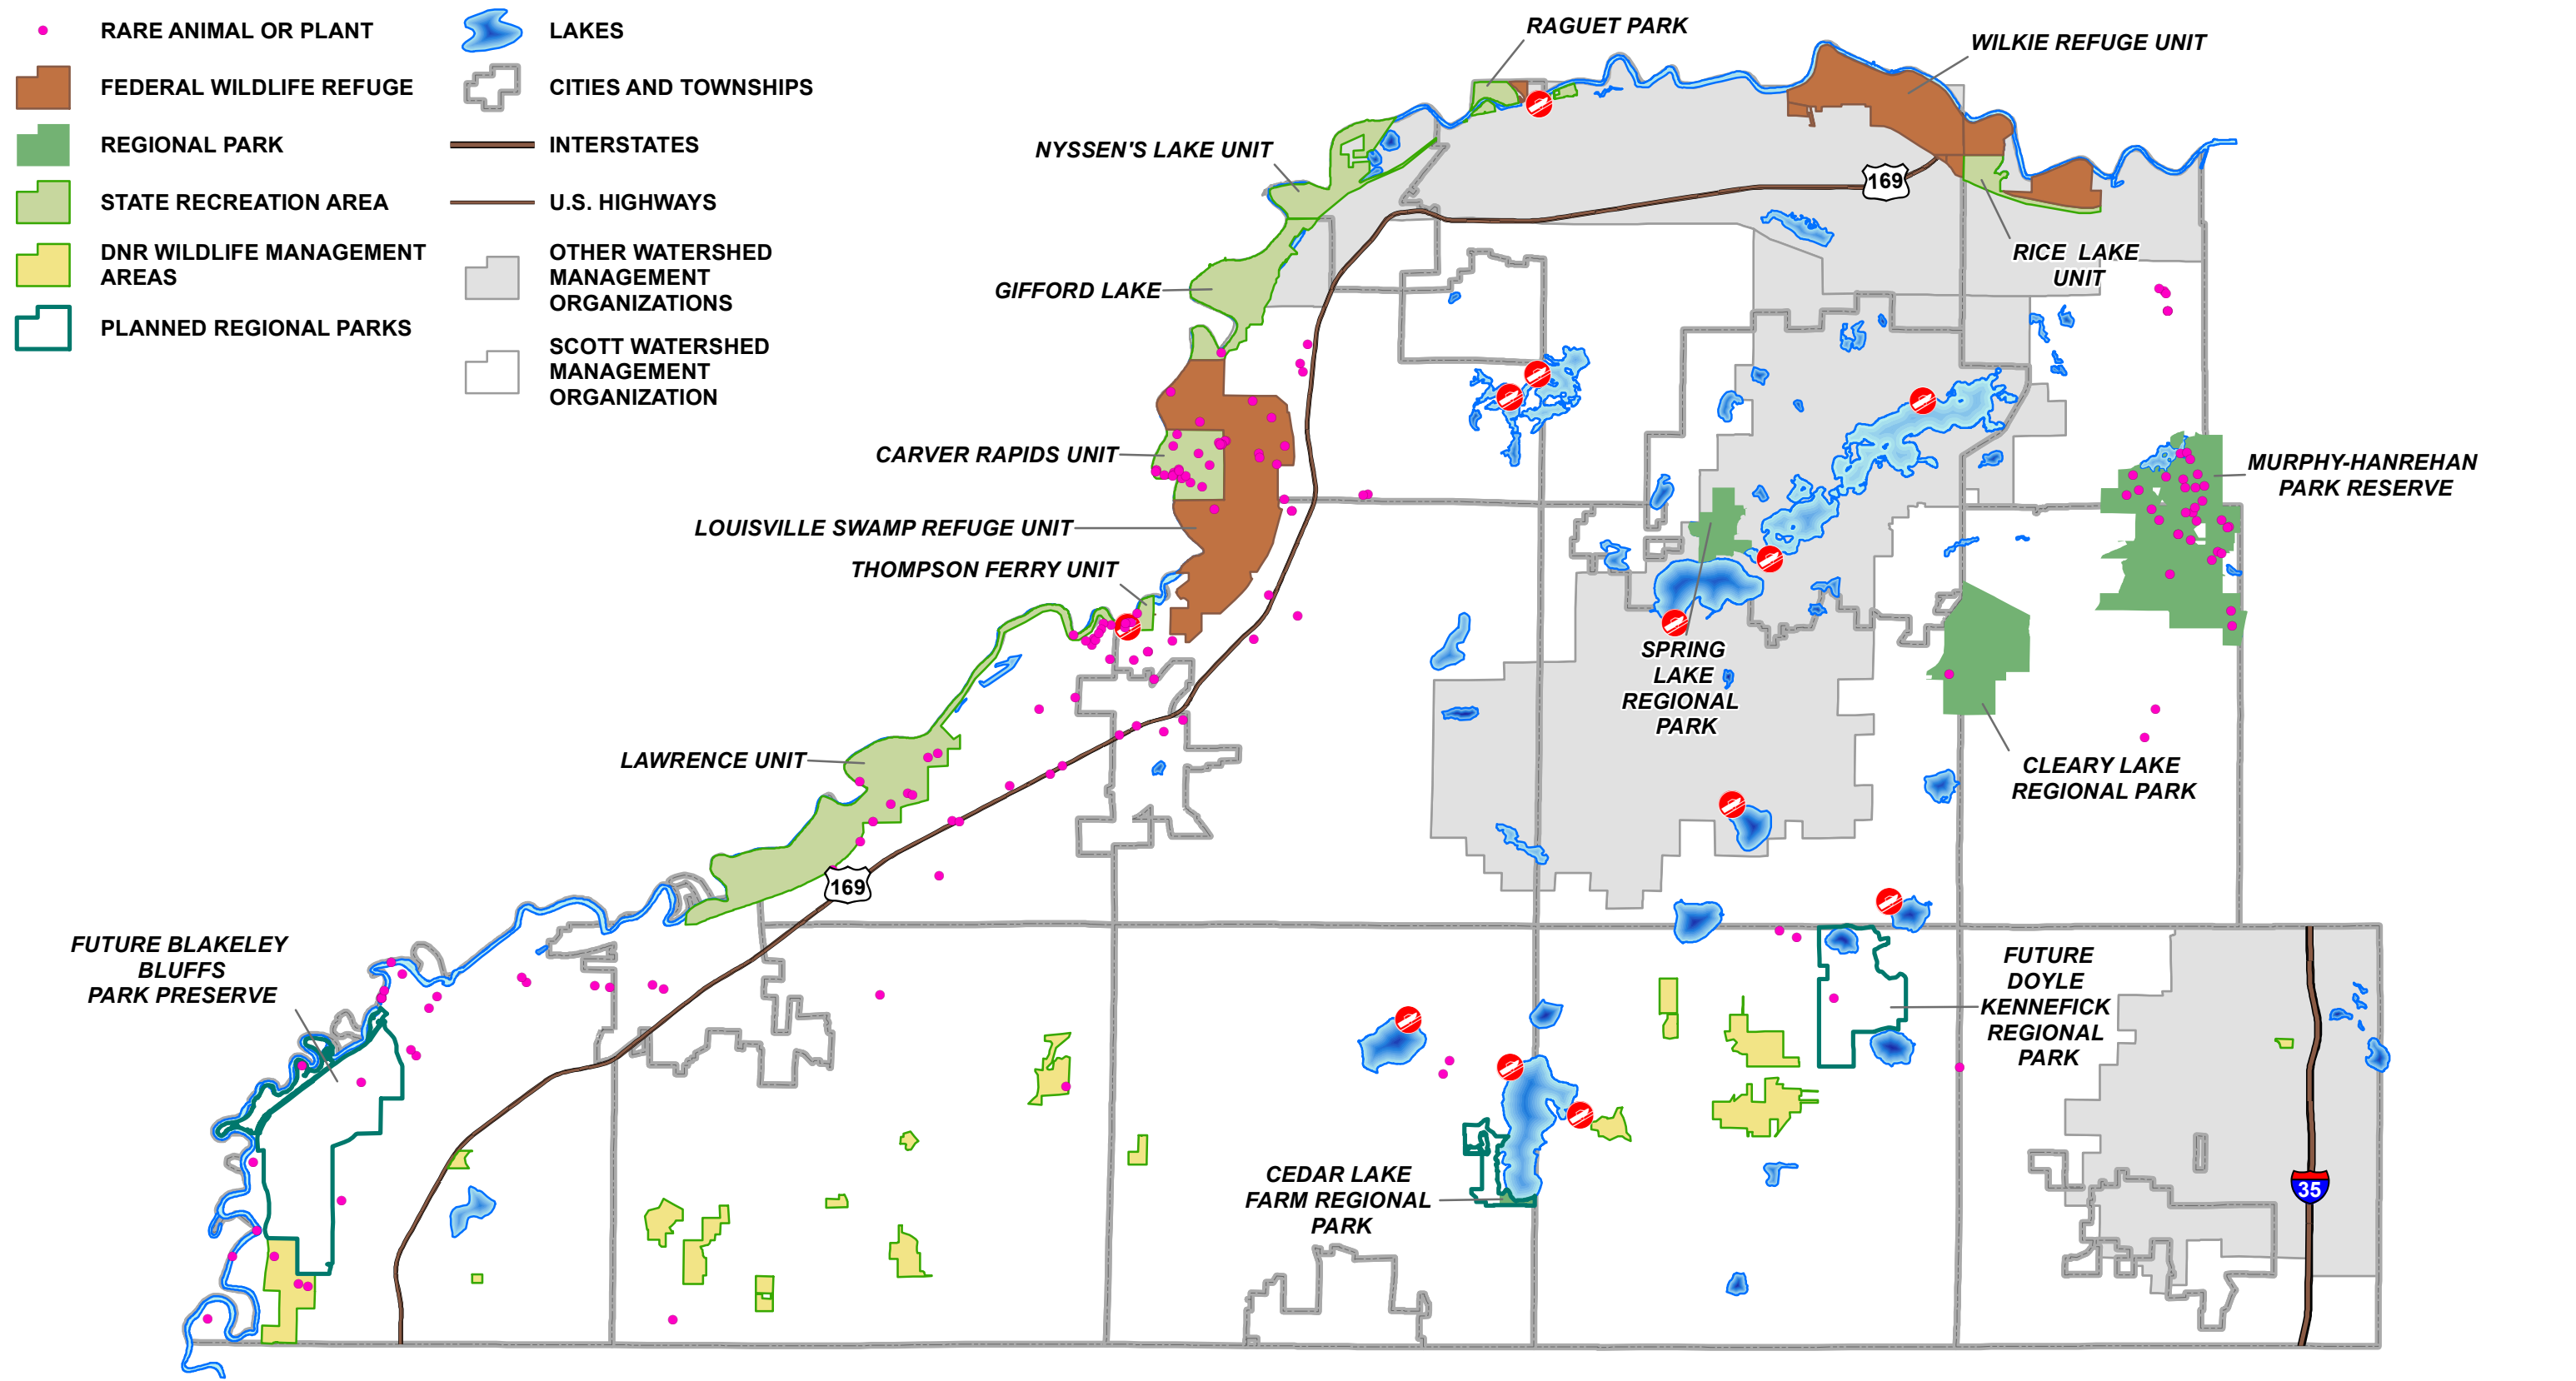 RARE ANIMAL OR PLANT
FEDERAL WILDLIFE REFUGE
REGIONAL PARK
STATE RECREATION AREA
DNR WILDLIFE MANAGEMENT
AREAS
PLANNED REGIONAL PARKS
LAKES
CITIES AND TOWNSHIPS
INTERSTATES
U.S. HIGHWAYS
OTHER WATERSHED
MANAGEMENT
ORGANIZATIONS
SCOTT WATERSHED
MANAGEMENT
ORGANIZATION
RAGUET PARK
WILKIE REFUGE UNIT
NYSSEN'S LAKE UNIT
169
RICE LAKE
UNIT
GIFFORD LAKE
CARVER RAPIDS UNIT
MURPHY-HANREHAN
PARK RESERVE
LOUISVILLE SWAMP REFUGE UNIT
THOMPSON FERRY UNIT
SPRING
LAKE
REGIONAL
PARK
LAWRENCE UNIT
CLEARY LAKE
REGIONAL PARK
169
FUTURE BLAKELEY
BLUFFS
PARK PRESERVE
FUTURE
DOYLE
KENNEFICK
REGIONAL
PARK
CEDAR LAKE
FARM REGIONAL
PARK
35